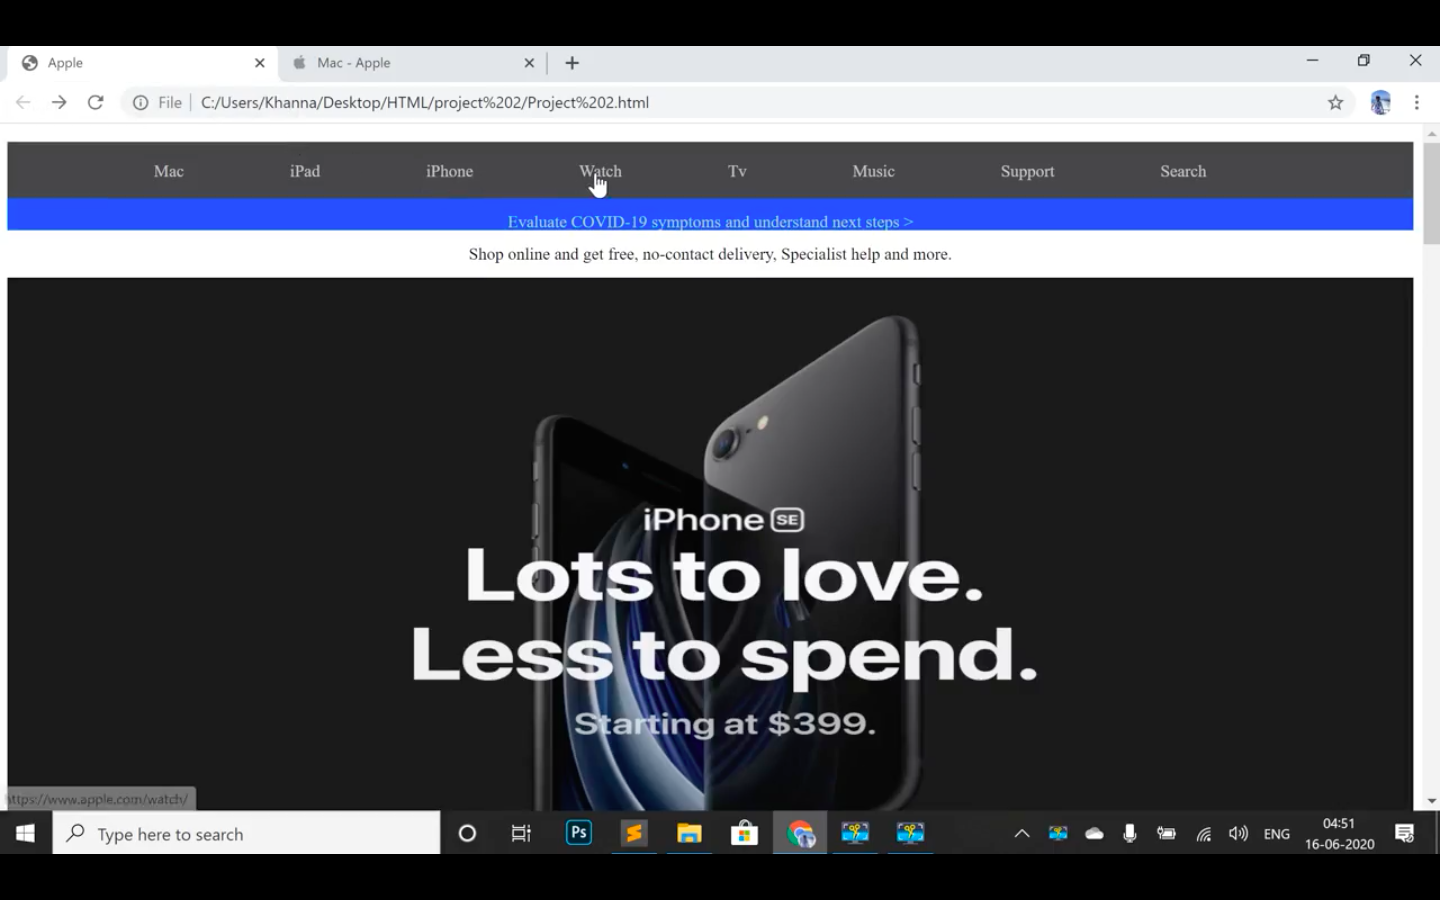 Apple
Mac - Apple
File
C:/Users/Khanna/Desktop/HTML/project%202/Project%202.html
Mac iPad iPhone Watch Tv Music Support Search
Evaluate COVID-19 symptoms and understand next steps >
Shop online and get free, no-contact delivery, Specialist help and more.
iPhone SE
Lots to love.
Less to spend.
Starting at $399.
https://www.apple.com/watch/
Type here to search
Ps
ENG
04:51
16-06-2020